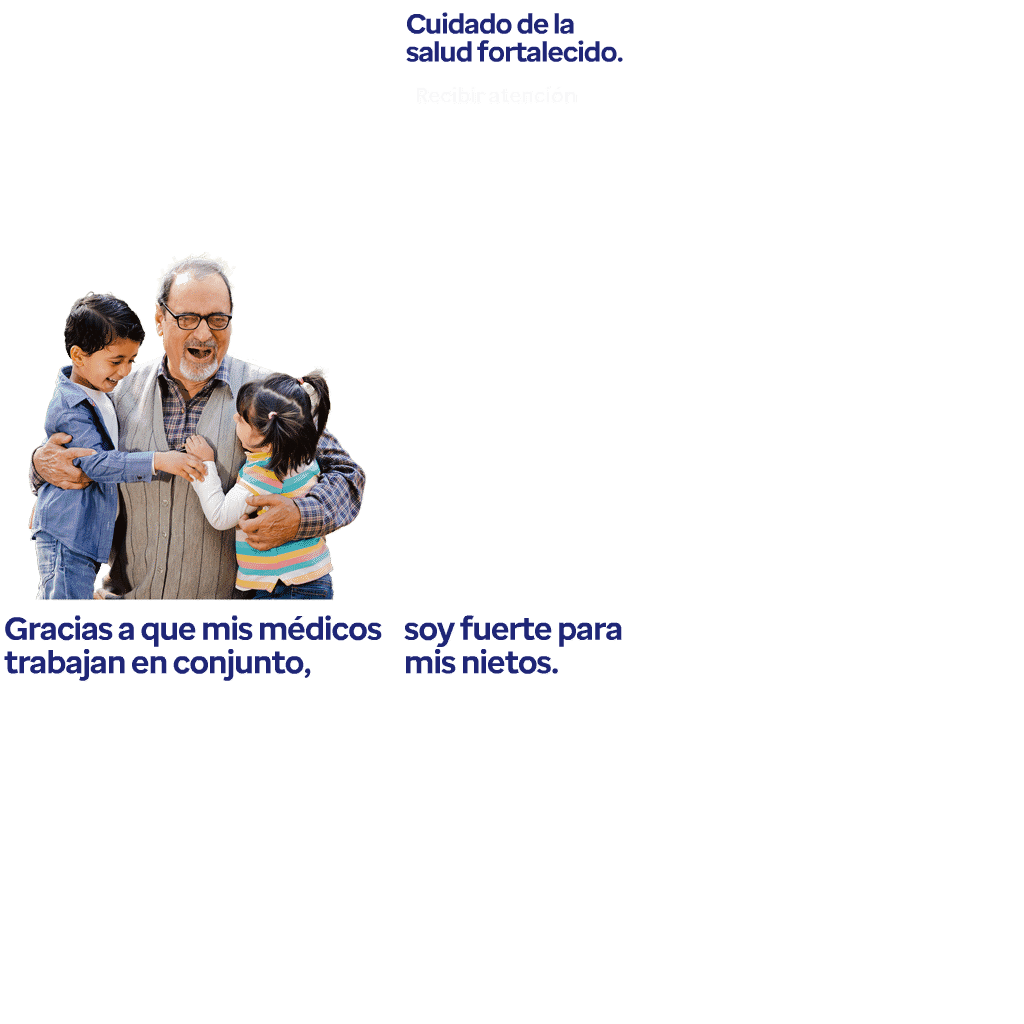 Cuidado de la
salud fortalecido.
Recibir atención
Gracias a que mis médicos
trabajan en conjunto,
soy fuerte para
mis nietos.